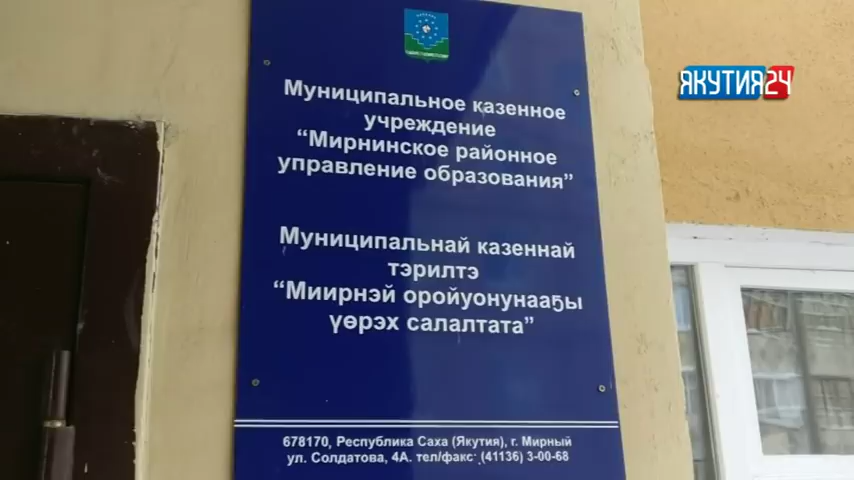 ЯКУТИЯ24
Муниципальное казенное
учреждение
“Мирнинское районное
управление образования”
Муниципальнай казеннай
тэрилтэ
“Миирнэй оройуонунааҕы
үөрэх салалтата”
678170, Республика Саха (Якутия), г. Мирный
ул. Солдатова, 4А. тел/факс: (41136) 3-00-68